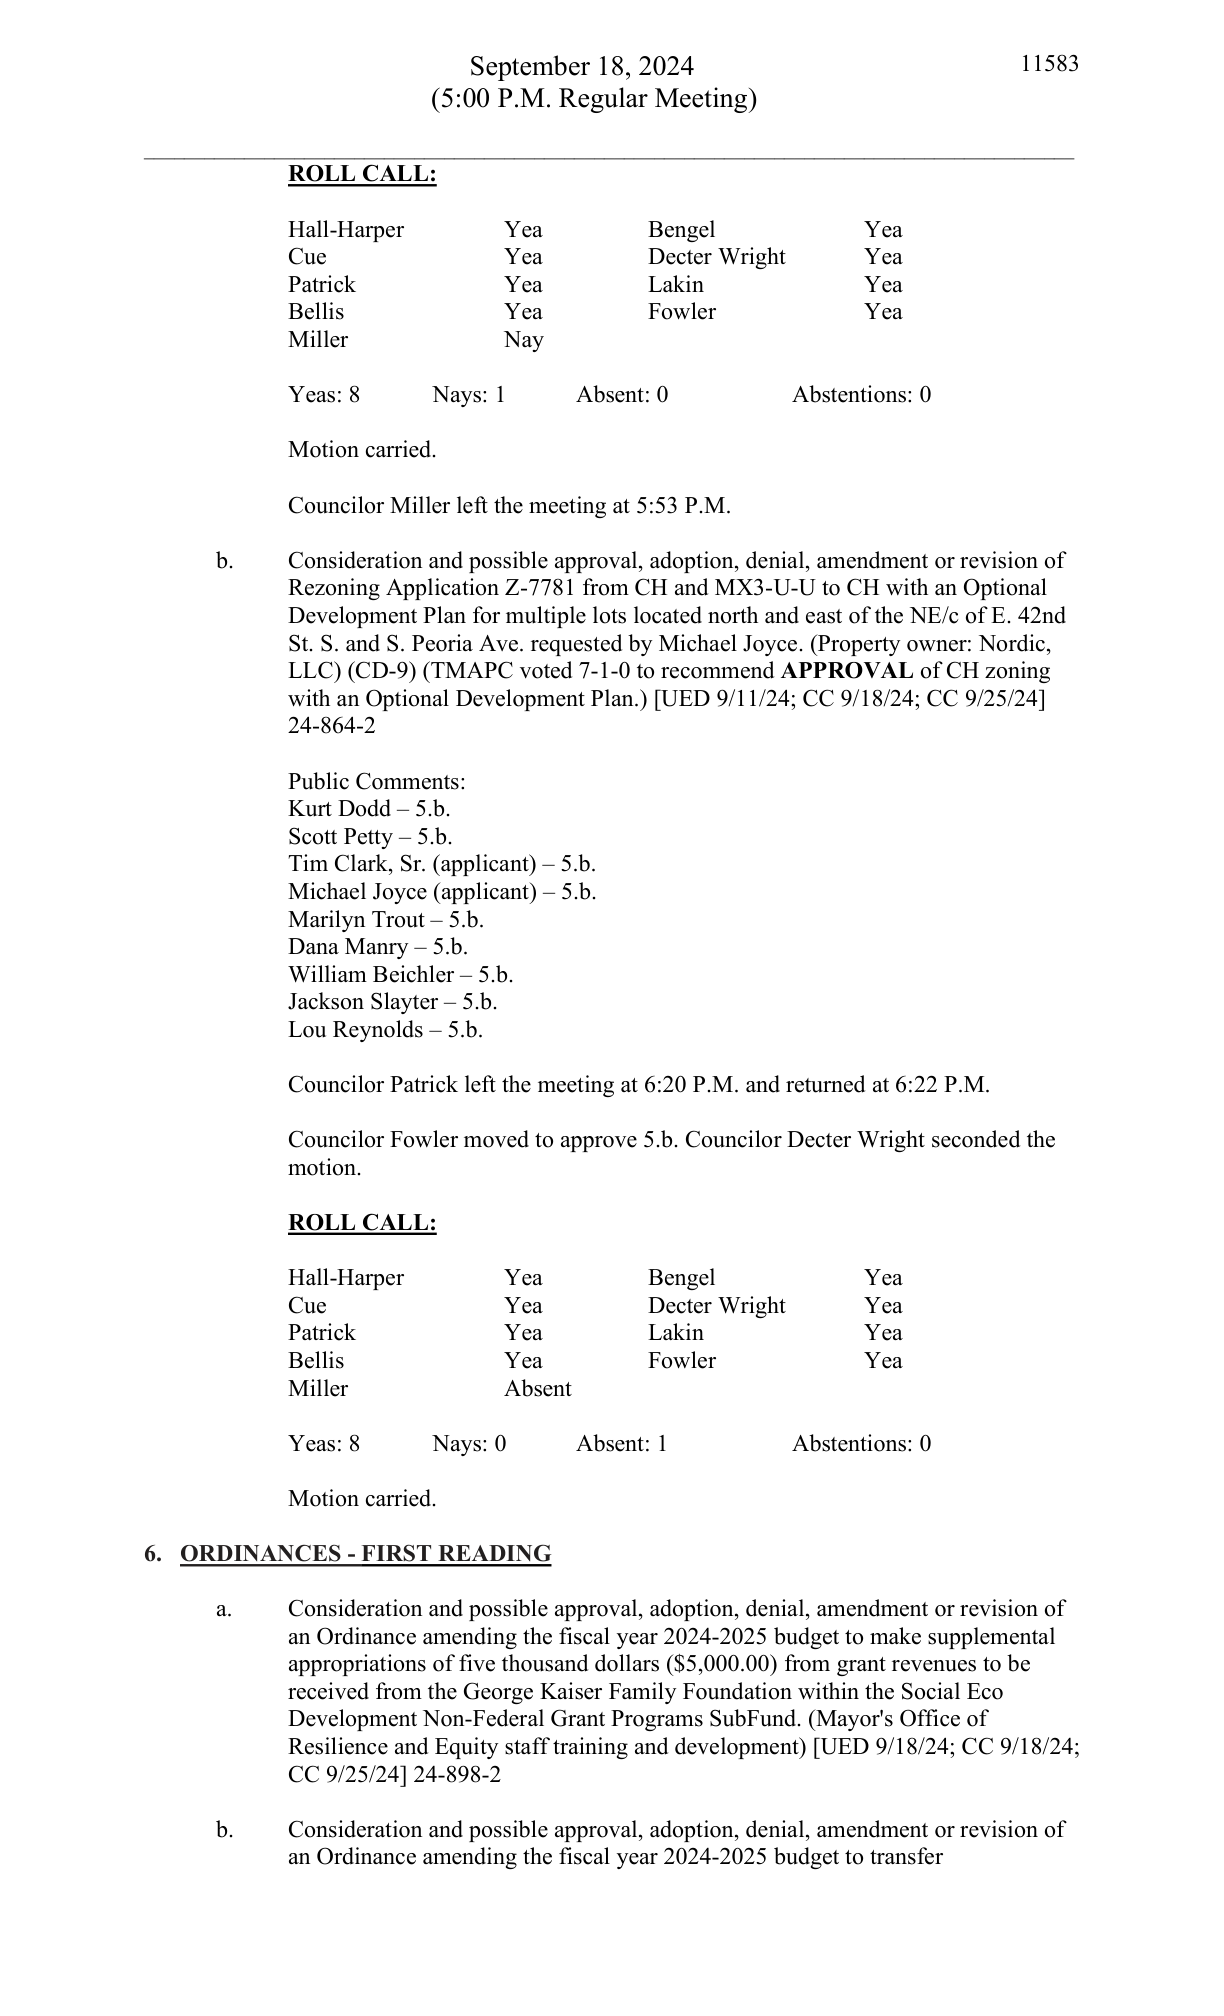 September 18, 2024
11583
(5:00 P.M. Regular Meeting)
ROLL CALL:
Hall-Harper Yea Bengel Yea
Cue Yea Decter Wright Yea
Patrick Yea Lakin Yea
Bellis Yea Fowler Yea
Miller Nay
Yeas: 8 Nays: 1 Absent: 0 Abstentions: 0
Motion carried.
Councilor Miller left the meeting at 5:53 P.M.
b. Consideration and possible approval, adoption, denial, amendment or revision of
Rezoning Application Z-7781 from CH and MX3-U-U to CH with an Optional
Development Plan for multiple lots located north and east of the NE/c of E. 42nd
St. S. and S. Peoria Ave. requested by Michael Joyce. (Property owner: Nordic,
LLC) (CD-9) (TMAPC voted 7-1-0 to recommend APPROVAL of CH zoning
with an Optional Development Plan.) [UED 9/11/24; CC 9/18/24; CC 9/25/24]
24-864-2
Public Comments:
Kurt Dodd – 5.b.
Scott Petty – 5.b.
Tim Clark, Sr. (applicant) – 5.b.
Michael Joyce (applicant) – 5.b.
Marilyn Trout – 5.b.
Dana Manry – 5.b.
William Beichler – 5.b.
Jackson Slayter – 5.b.
Lou Reynolds – 5.b.
Councilor Patrick left the meeting at 6:20 P.M. and returned at 6:22 P.M.
Councilor Fowler moved to approve 5.b. Councilor Decter Wright seconded the
motion.
ROLL CALL:
Hall-Harper Yea Bengel Yea
Cue Yea Decter Wright Yea
Patrick Yea Lakin Yea
Bellis Yea Fowler Yea
Miller Absent
Yeas: 8 Nays: 0 Absent: 1 Abstentions: 0
Motion carried.
6. ORDINANCES - FIRST READING
a. Consideration and possible approval, adoption, denial, amendment or revision of
an Ordinance amending the fiscal year 2024-2025 budget to make supplemental
appropriations of five thousand dollars ($5,000.00) from grant revenues to be
received from the George Kaiser Family Foundation within the Social Eco
Development Non-Federal Grant Programs SubFund. (Mayor's Office of
Resilience and Equity staff training and development) [UED 9/18/24; CC 9/18/24;
CC 9/25/24] 24-898-2
b. Consideration and possible approval, adoption, denial, amendment or revision of
an Ordinance amending the fiscal year 2024-2025 budget to transfer